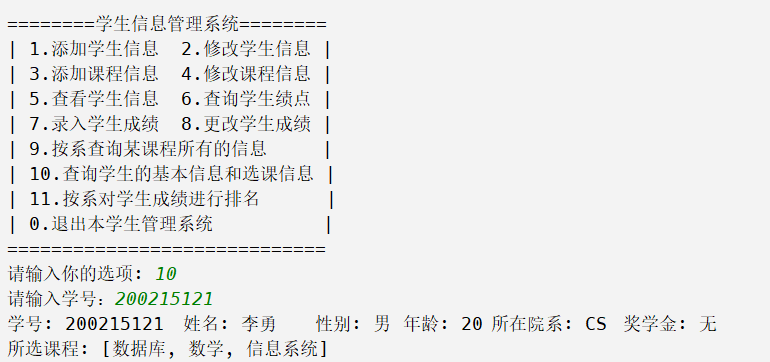 ========学生信息管理系统========
| 1.添加学生信息  2.修改学生信息 |
| 3.添加课程信息  4.修改课程信息 |
| 5.查看学生信息  6.查询学生绩点 |
| 7.录入学生成绩  8.更改学生成绩 |
| 9.按系查询某课程所有的信息     |
| 10.查询学生的基本信息和选课信息 |
| 11.按系对学生成绩进行排名      |
| 0.退出本学生管理系统          |
=============================
请输入你的选项: 10
请输入学号：200215121
学号: 200215121  姓名: 李勇    性别: 男 年龄: 20 所在院系: CS  奖学金: 无
所选课程: [数据库, 数学, 信息系统]